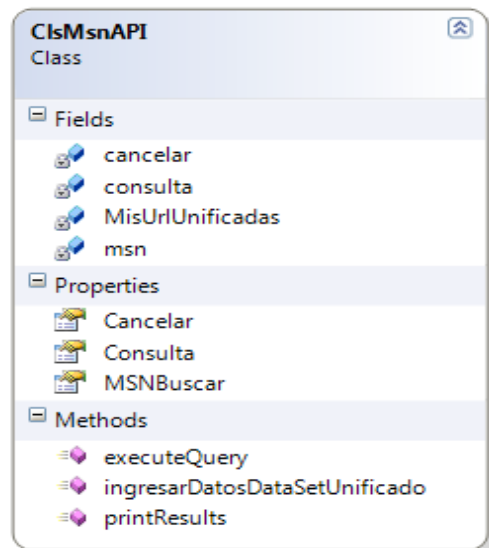 ClsMsnAPI
Class
Fields
cancelar
consulta
MisUrlUnificadas
msn
Properties
Cancelar
Consulta
MSNBuscar
Methods
executeQuery
ingresarDatosDataSetUnificado
printResults